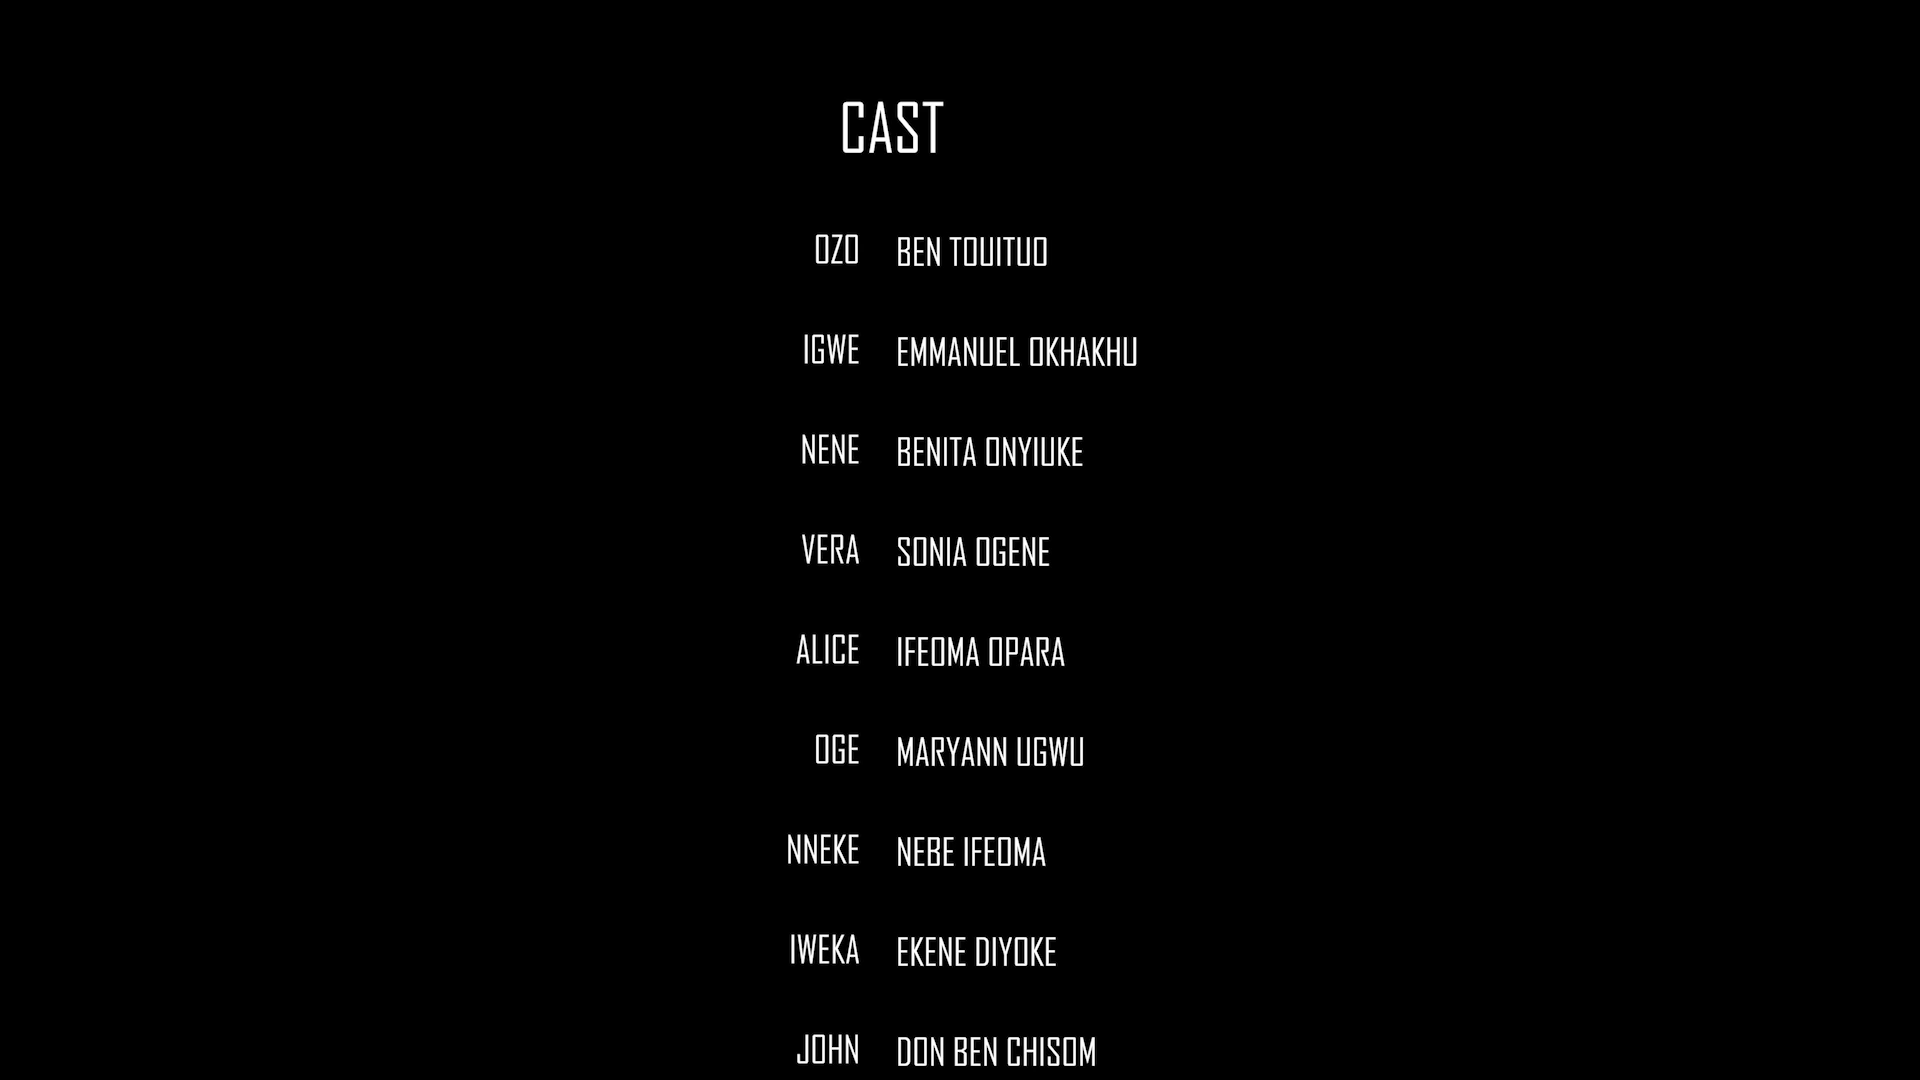 CAST
OZO BEN TOUITUO
IGWE EMMANUEL OKHAKHU
NENE BENITA ONYIUKE
VERA SONIA OGENE
ALICE IFEOMA OPARA
OGE MARYANN UGWU
NNEKE NEBE IFEOMA
IWEKA EKENE DIYOKE
JOHN DON BEN CHISOM